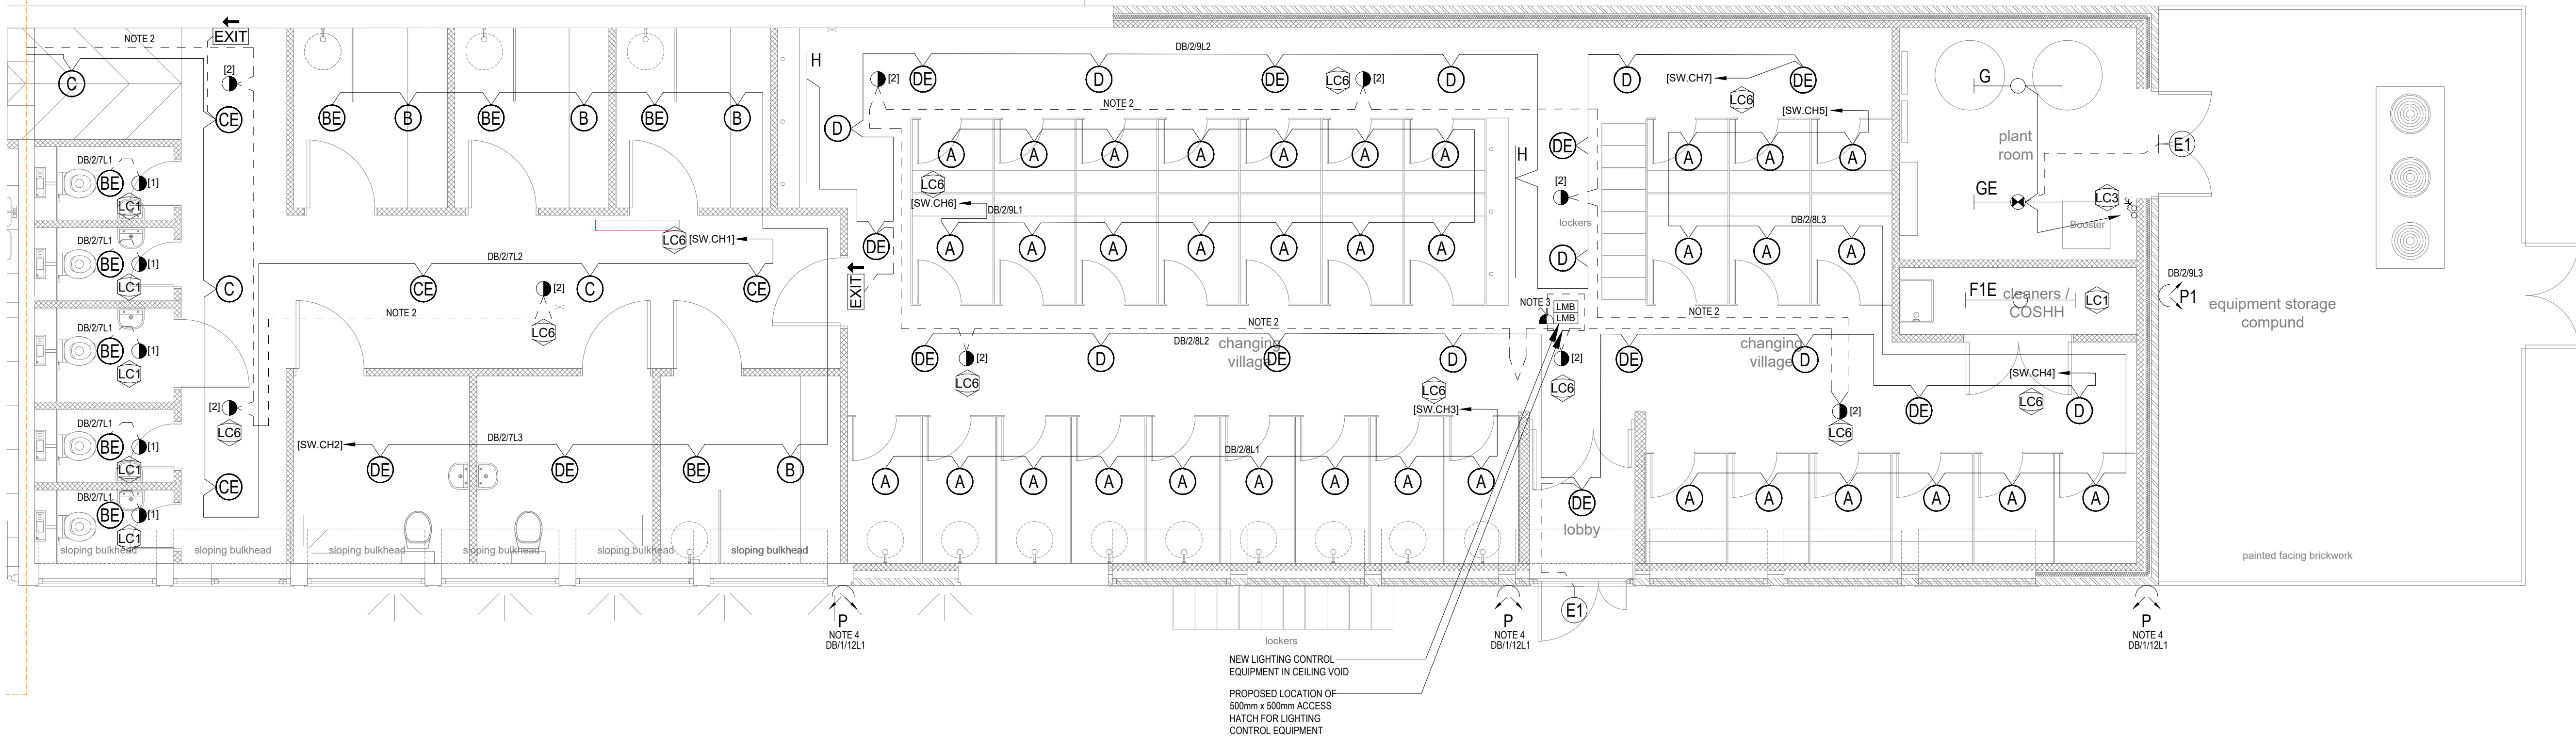 NOTE 2
EXIT
[2]
C
CE
BE
B
BE
B
BE
B
H
DB/2/9L2
DE
D
DE
D
[2]
LC6
[2]
NOTE 2
D
DE
D
DE
[SW.CH7]
LC6
[SW.CH5]
DE
[2]
D
H
A
A
A
A
A
A
A
LC6
[SW.CH6]
DB/2/9L1
A
A
A
A
A
A
A
lockers
A
A
A
DB/2/8L3
A
A
A
G
plant
room
GE
LC3
Booster
E1
F1E
cleaners /
COSHH
LC1
DB/2/9L3
P1
equipment storage
compund
painted facing brickwork
DB/2/7L1
BE
[1]
LC1
DB/2/7L1
BE
[1]
LC1
DB/2/7L1
BE
[1]
LC1
DB/2/7L1
BE
[1]
LC1
DB/2/7L1
BE
[1]
LC1
C
[2]
LC6
CE
LC6
[SW.CH1]
DB/2/7L2
CE
C
CE
[2]
NOTE 2
LC6
EXIT
[SW.CH2]
DB/2/7L3
DE
DE
BE
B
NOTE 3
LMB
LMB
NOTE 2
NOTE 2
DB/2/8L2
DE
D
changing
village
DE
D
[2]
LC6
[2]
LC6
LC6
[SW.CH3]
DE
changing
village
D
[2]
LC6
DE
[SW.CH4]
LC6
D
DB/2/8L1
A
A
A
A
A
A
A
A
A
DE
lobby
A
A
A
A
A
A
sloping bulkhead
sloping bulkhead
sloping bulkhead
sloping bulkhead
sloping bulkhead
sloping bulkhead
P
NOTE 4
DB/1/12L1
lockers
P
NOTE 4
DB/1/12L1
E1
P
NOTE 4
DB/1/12L1
NEW LIGHTING CONTROL
EQUIPMENT IN CEILING VOID
PROPOSED LOCATION OF
500mm x 500mm ACCESS
HATCH FOR LIGHTING
CONTROL EQUIPMENT